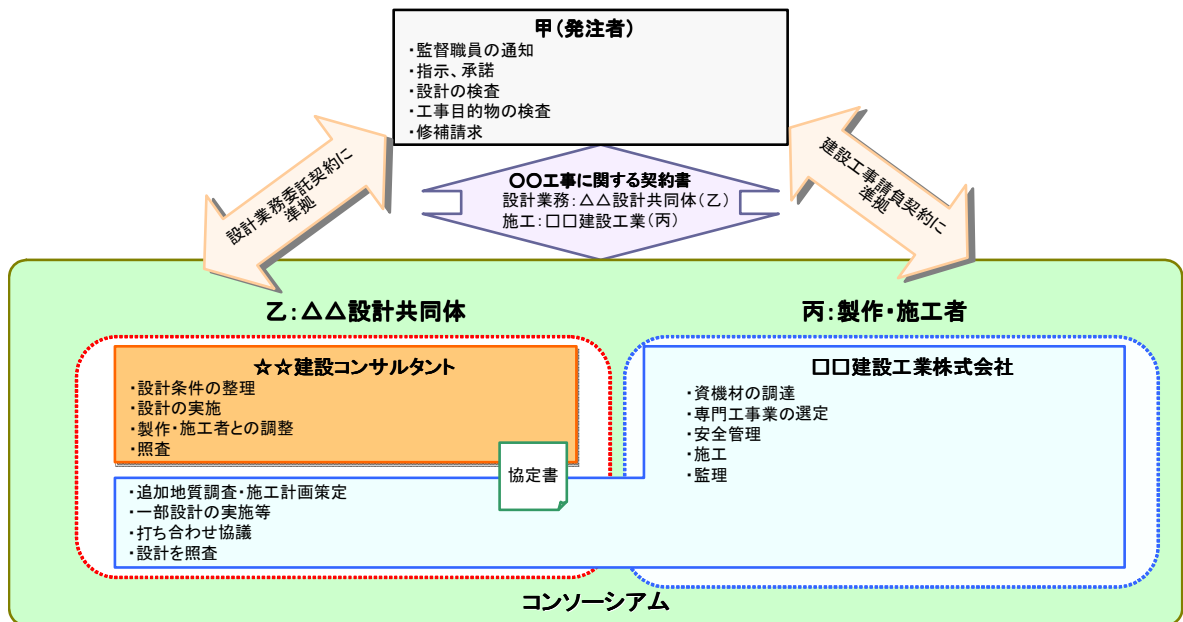 甲(発注者)
・監督職員の通知
・指示、承諾
・設計の検査
・工事目的物の検査
・修補請求
設計業務委託契約に
準拠
〇〇工事に関する契約書
設計業務:△△設計共同体(乙)
施工:□□建設工業(丙)
建設工事請負契約に
準拠
乙:△△設計共同体
丙:製作・施工者
☆☆建設コンサルタント
・設計条件の整理
・設計の実施
・製作・施工者との調整
・照査
□□建設工業株式会社
・資機材の調達
・専門工事業の選定
・安全管理
・施工
・監理
協定書
・追加地質調査・施工計画策定
・一部設計の実施等
・打ち合わせ協議
・設計を照査
コンソーシアム